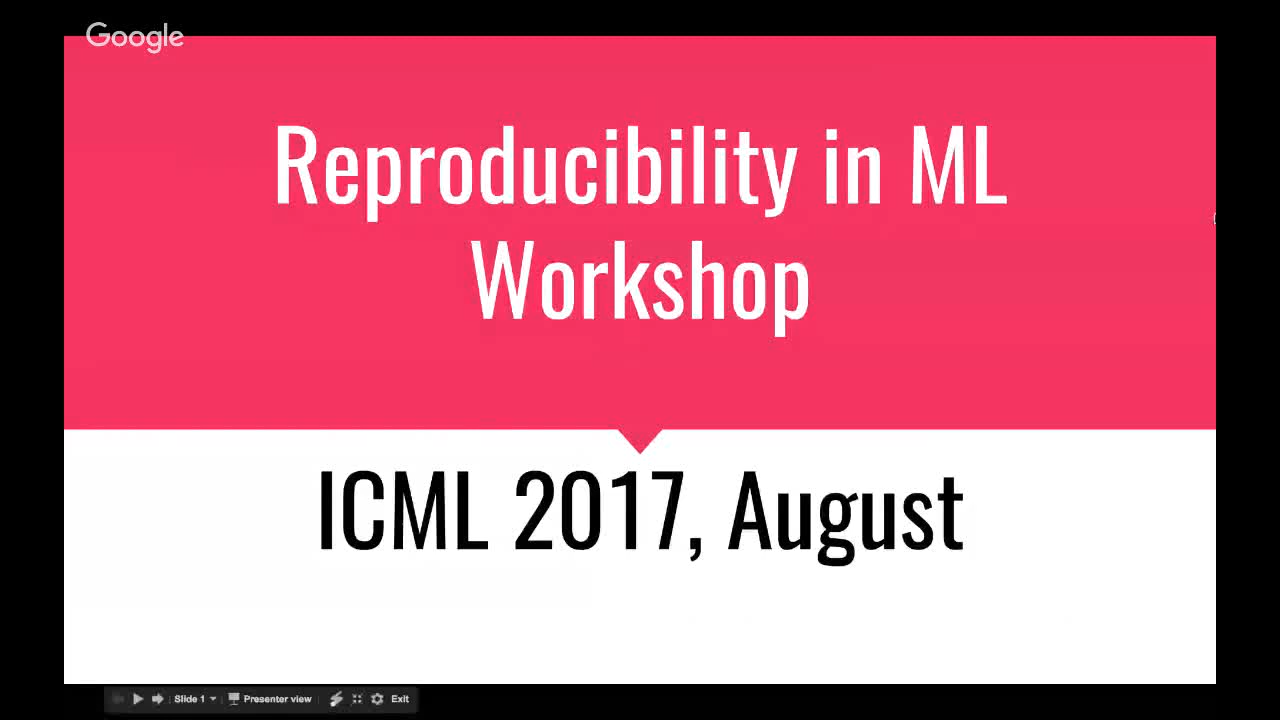 Google
Reproducibility in ML
Workshop
ICML 2017, August
Slide 1 Presenter view Exit